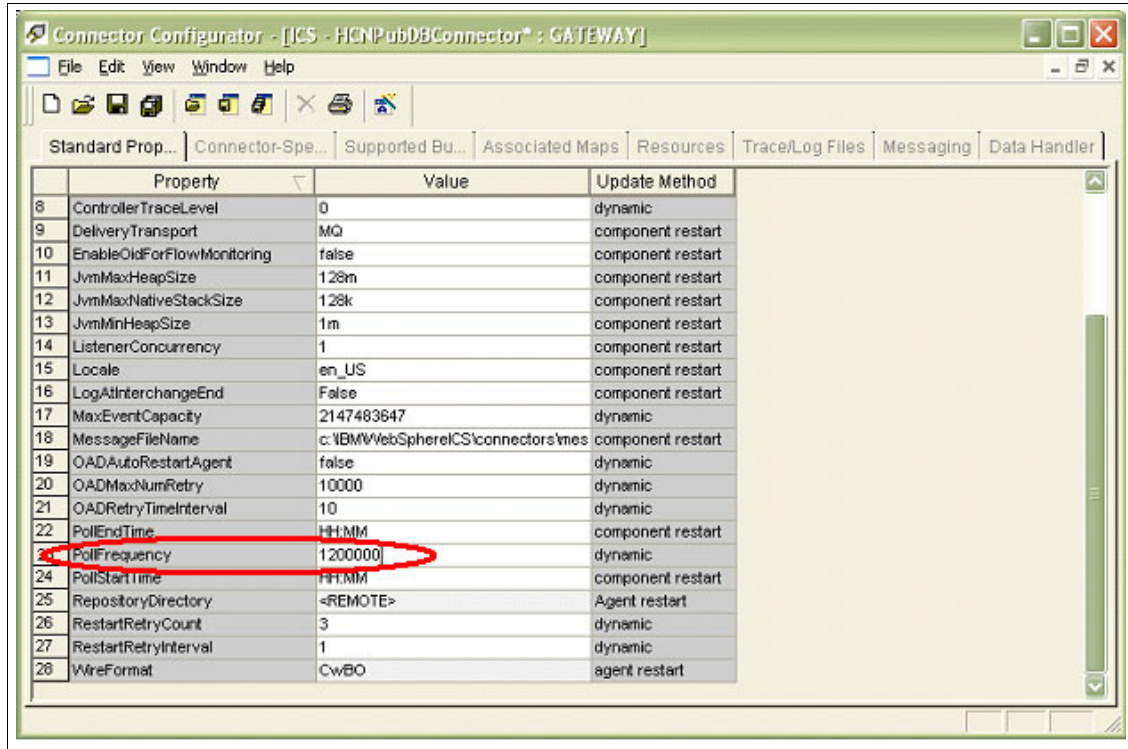 Connector Configurator - [ICS - HCNPubDBConnector* : GATEWAY]
File Edit View Window Help
Standard Prop... Connector-Spe... Supported Bu... Associated Maps Resources Trace/Log Files Messaging Data Handler
Property Value Update Method
8 ControllerTraceLevel 0 dynamic
9 DeliveryTransport MQ component restart
10 EnableOidForFlowMonitoring false component restart
11 JvmMaxHeapSize 128m component restart
12 JvmMaxNativeStackSize 128k component restart
13 JvmMinHeapSize 1m component restart
14 ListenerConcurrency 1 component restart
15 Locale en_US component restart
16 LogAtInterchangeEnd False component restart
17 MaxEventCapacity 2147483647 dynamic
18 MessageFileName c:\IBM\WebSphereICS\connectors\mes component restart
19 OADAutoRestartAgent false dynamic
20 OADMaxNumRetry 10000 dynamic
21 OADRetryTimeInterval 10 dynamic
22 PollEndTime HH:MM component restart
23 PollFrequency 1200000 dynamic
24 PollStartTime HH:MM component restart
25 RepositoryDirectory <REMOTE> Agent restart
26 RestartRetryCount 3 dynamic
27 RestartRetryInterval 1 dynamic
28 WireFormat CwBO agent restart